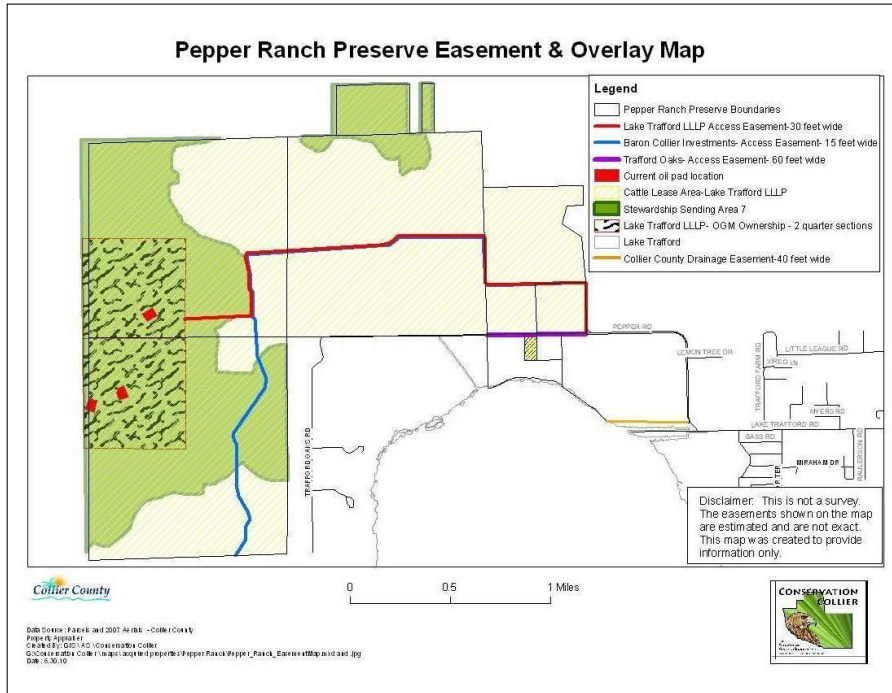 Pepper Ranch Preserve Easement & Overlay Map
Legend
Pepper Ranch Preserve Boundaries
Lake Trafford LLLP Access Easement-30 feet wide
Baron Collier Investments- Access Easement- 15 feet wide
Trafford Oaks- Access Easement- 60 feet wide
Current oil pad location
Cattle Lease Area-Lake Trafford LLLP
Stewardship Sending Area 7
Lake Trafford LLLP- OGM Ownership - 2 quarter sections
Lake Trafford
Collier County Drainage Easement-40 feet wide
PEPPER RD
LEMON TREE DR
TRAFFORD FARM RD
LITTLE LEAGUE RD
VIREO LN
MYERS RD
LAKE TRAFFORD RD
BASS RD
MIRAHAM DR
RAULERSON RD
TRAFFORD OAKS RD
Disclaimer: This is not a survey.
The easements shown on the map
are estimated and are not exact.
This map was created to provide
information only.
Collier County
0 0.5 1 Miles
CONSERVATION
COLLIER
Data Source: Parcels and 2007 Aerials - Collier County
Property Appraiser
Created By: GIS\ AS \Conservation Collier
Date: 6.30.10